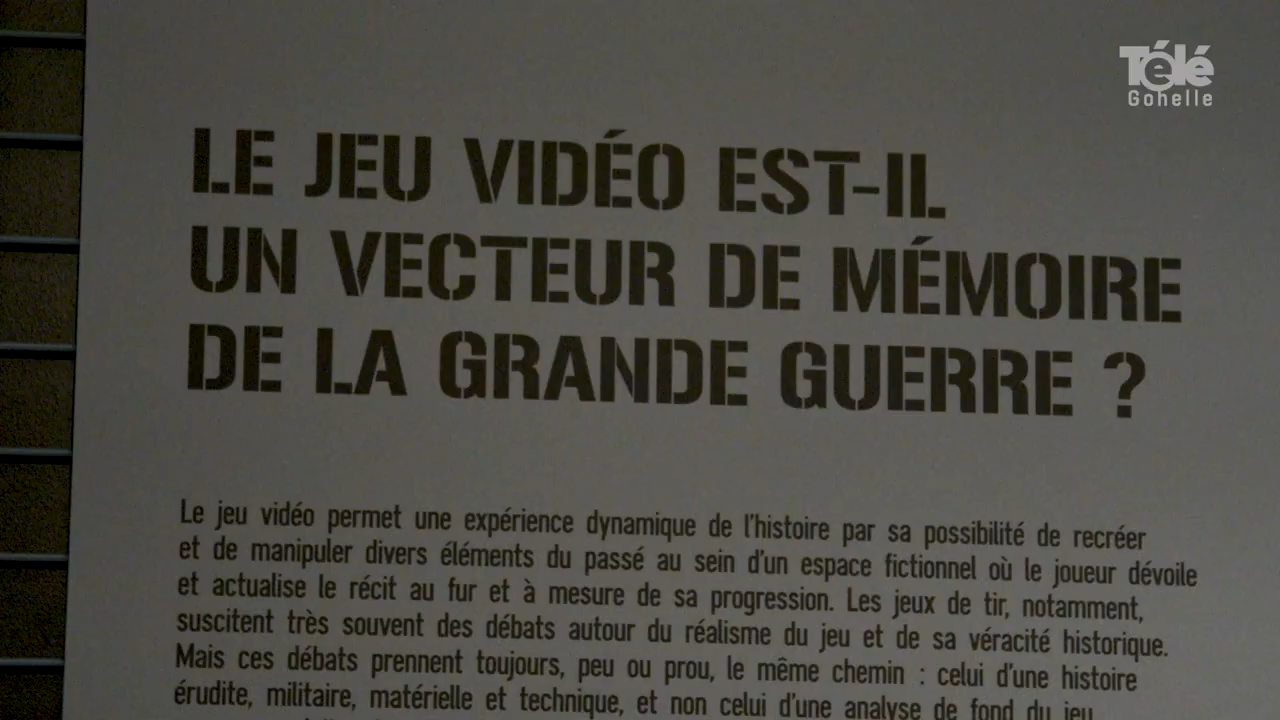 Télé
Gohelle
LE JEU VIDÉO EST-IL
UN VECTEUR DE MÉMOIRE
DE LA GRANDE GUERRE ?
Le jeu vidéo permet une expérience dynamique de l'histoire par sa possibilité de recréer
et de manipuler divers éléments du passé au sein d'un espace fictionnel où le joueur dévoile
et actualise le récit au fur et à mesure de sa progression. Les jeux de tir, notamment,
suscitent très souvent des débats autour du réalisme du jeu et de sa véracité historique.
Mais ces débats prennent toujours, peu ou prou, le même chemin : celui d'une histoire
érudite, militaire, matérielle et technique, et non celui d'une analyse de fond du jeu